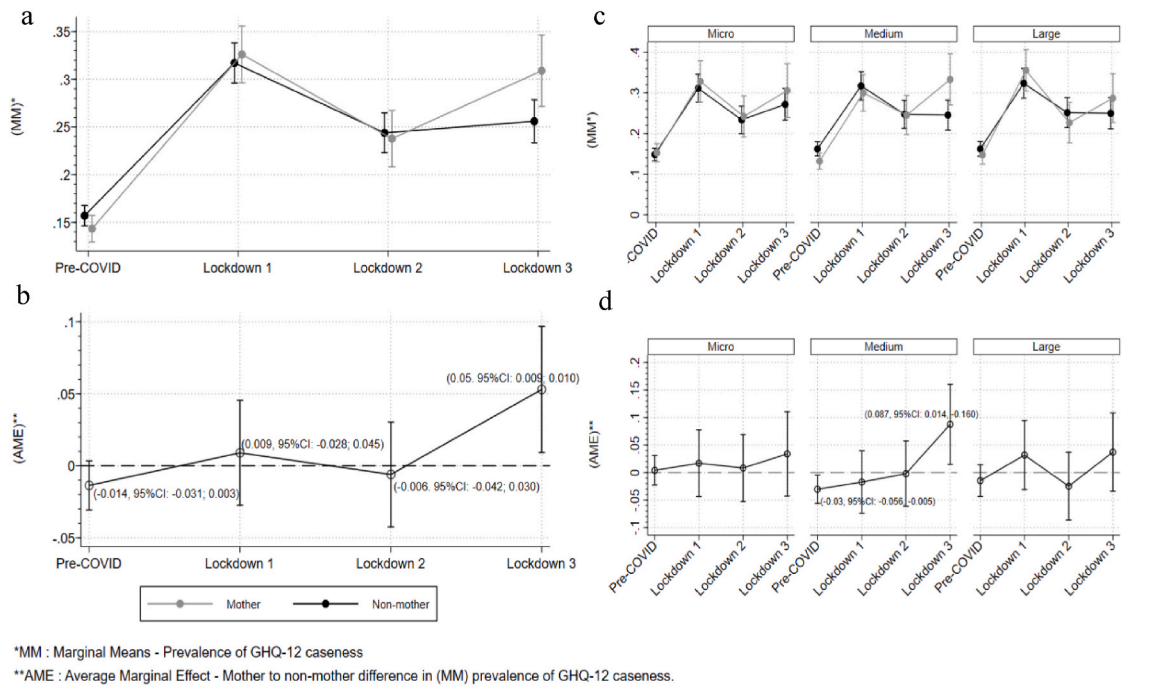 a
.35
.3
.25
.2
.15
(MM)*
Pre-COVID Lockdown 1 Lockdown 2 Lockdown 3
b
.1
.05
0
-.05
(AME)**
(-0.014, 95%CI: -0.031; 0.003)
(0.009, 95%CI: -0.028; 0.045)
(-0.006. 95%CI: -0.042; 0.030)
(0.05. 95%CI: 0.009; 0.010)
Pre-COVID Lockdown 1 Lockdown 2 Lockdown 3
Mother Non-mother
c
Micro Medium Large
.4
.3
.2
.1
0
(MM*)
-COVID Lockdown 1 Lockdown 2 Lockdown 3 Pre-COVID Lockdown 1 Lockdown 2 Lockdown 3 Pre-COVID Lockdown 1 Lockdown 2 Lockdown 3
d
Micro Medium Large
.2
.15
.1
.05
0
-.05
-.1
(AME)**
(0.087, 95%CI: 0.014, -0.160)
(-0.03, 95%CI: -0.056, -0.005)
Pre-COVID Lockdown 1 Lockdown 2 Lockdown 3 Pre-COVID Lockdown 1 Lockdown 2 Lockdown 3 Pre-COVID Lockdown 1 Lockdown 2 Lockdown 3
*MM : Marginal Means - Prevalence of GHQ-12 caseness
**AME : Average Marginal Effect - Mother to non-mother difference in (MM) prevalence of GHQ-12 caseness.